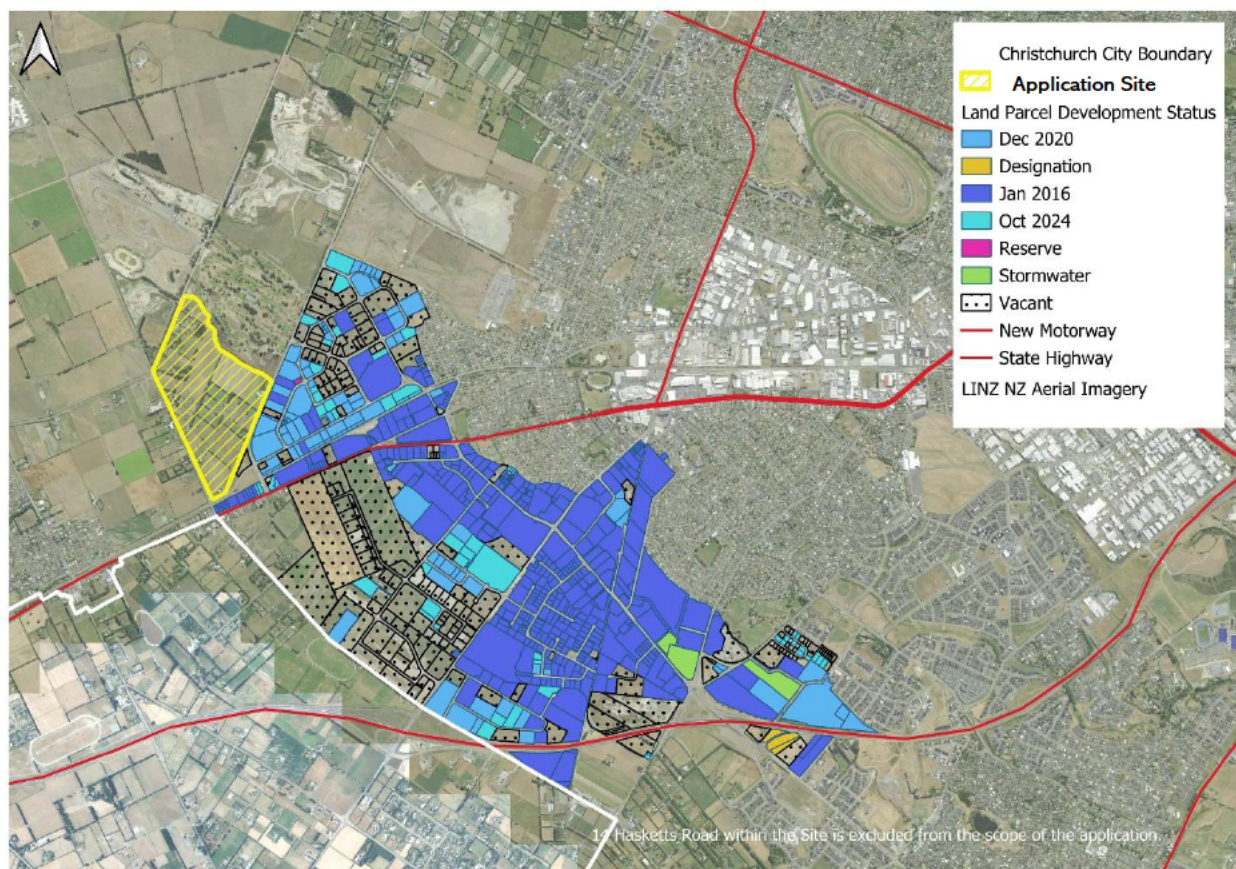 Christchurch City Boundary
Application Site
Land Parcel Development Status
Dec 2020
Designation
Jan 2016
Oct 2024
Reserve
Stormwater
Vacant
New Motorway
State Highway
LINZ NZ Aerial Imagery
14 Hasketts Road within the Site is excluded from the scope of the application.